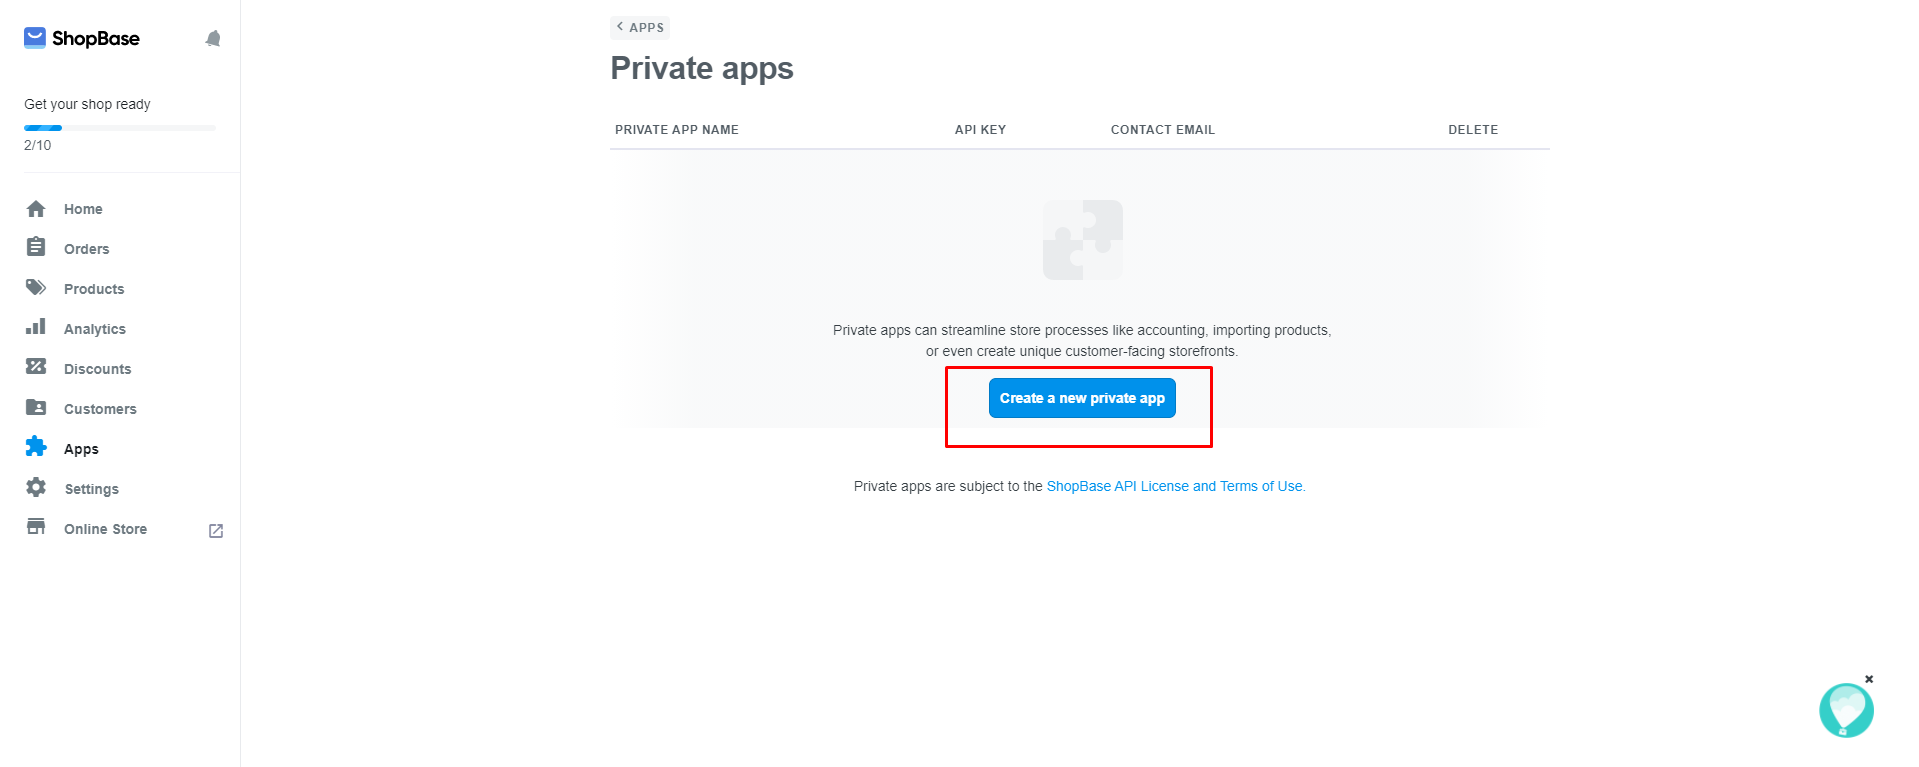 ShopBase
Get your shop ready
2/10
Home
Orders
Products
Analytics
Discounts
Customers
Apps
Settings
Online Store
APPS
Private apps
PRIVATE APP NAME API KEY CONTACT EMAIL DELETE
Private apps can streamline store processes like accounting, importing products,
or even create unique customer-facing storefronts.
Create a new private app
Private apps are subject to the ShopBase API License and Terms of Use.